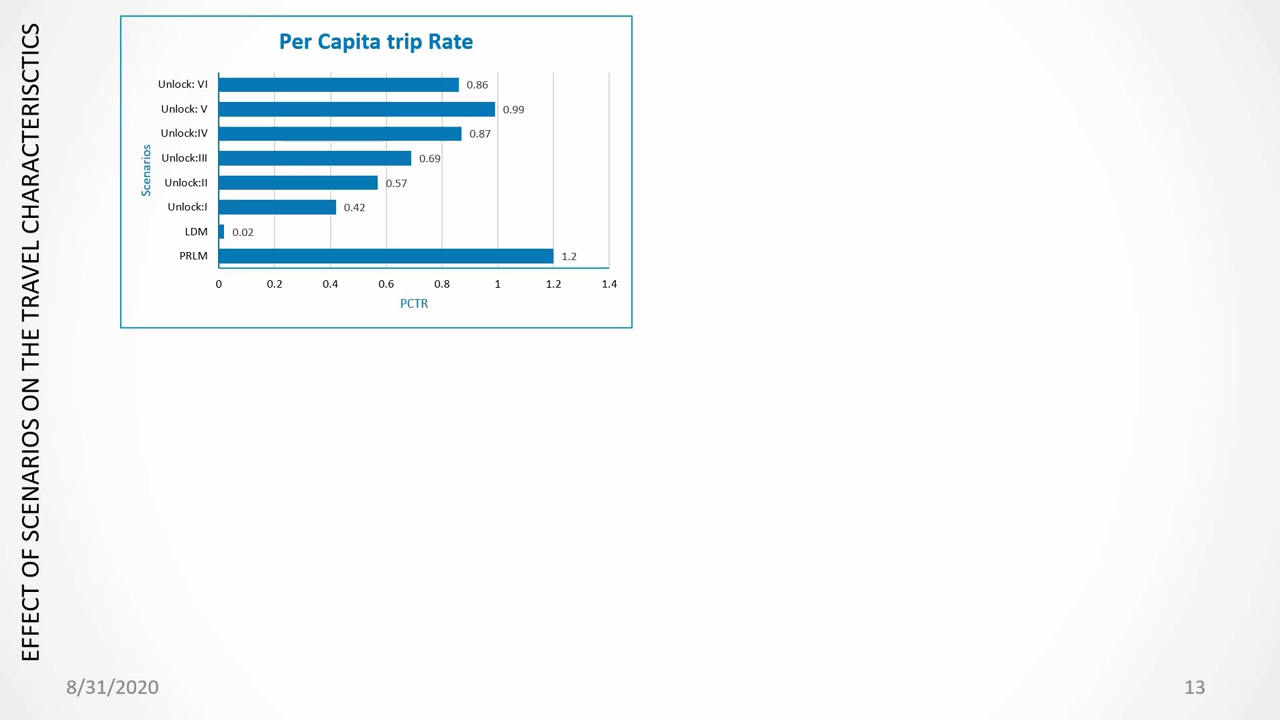 EFFECT OF SCENARIOS ON THE TRAVEL CHARACTERISCTICS
Per Capita trip Rate
Scenarios
Unlock: VI 0.86
Unlock: V 0.99
Unlock:IV 0.87
Unlock:III 0.69
Unlock:II 0.57
Unlock:I 0.42
LDM 0.02
PRLM 1.2
0 0.2 0.4 0.6 0.8 1 1.2 1.4
PCTR
8/31/2020
13